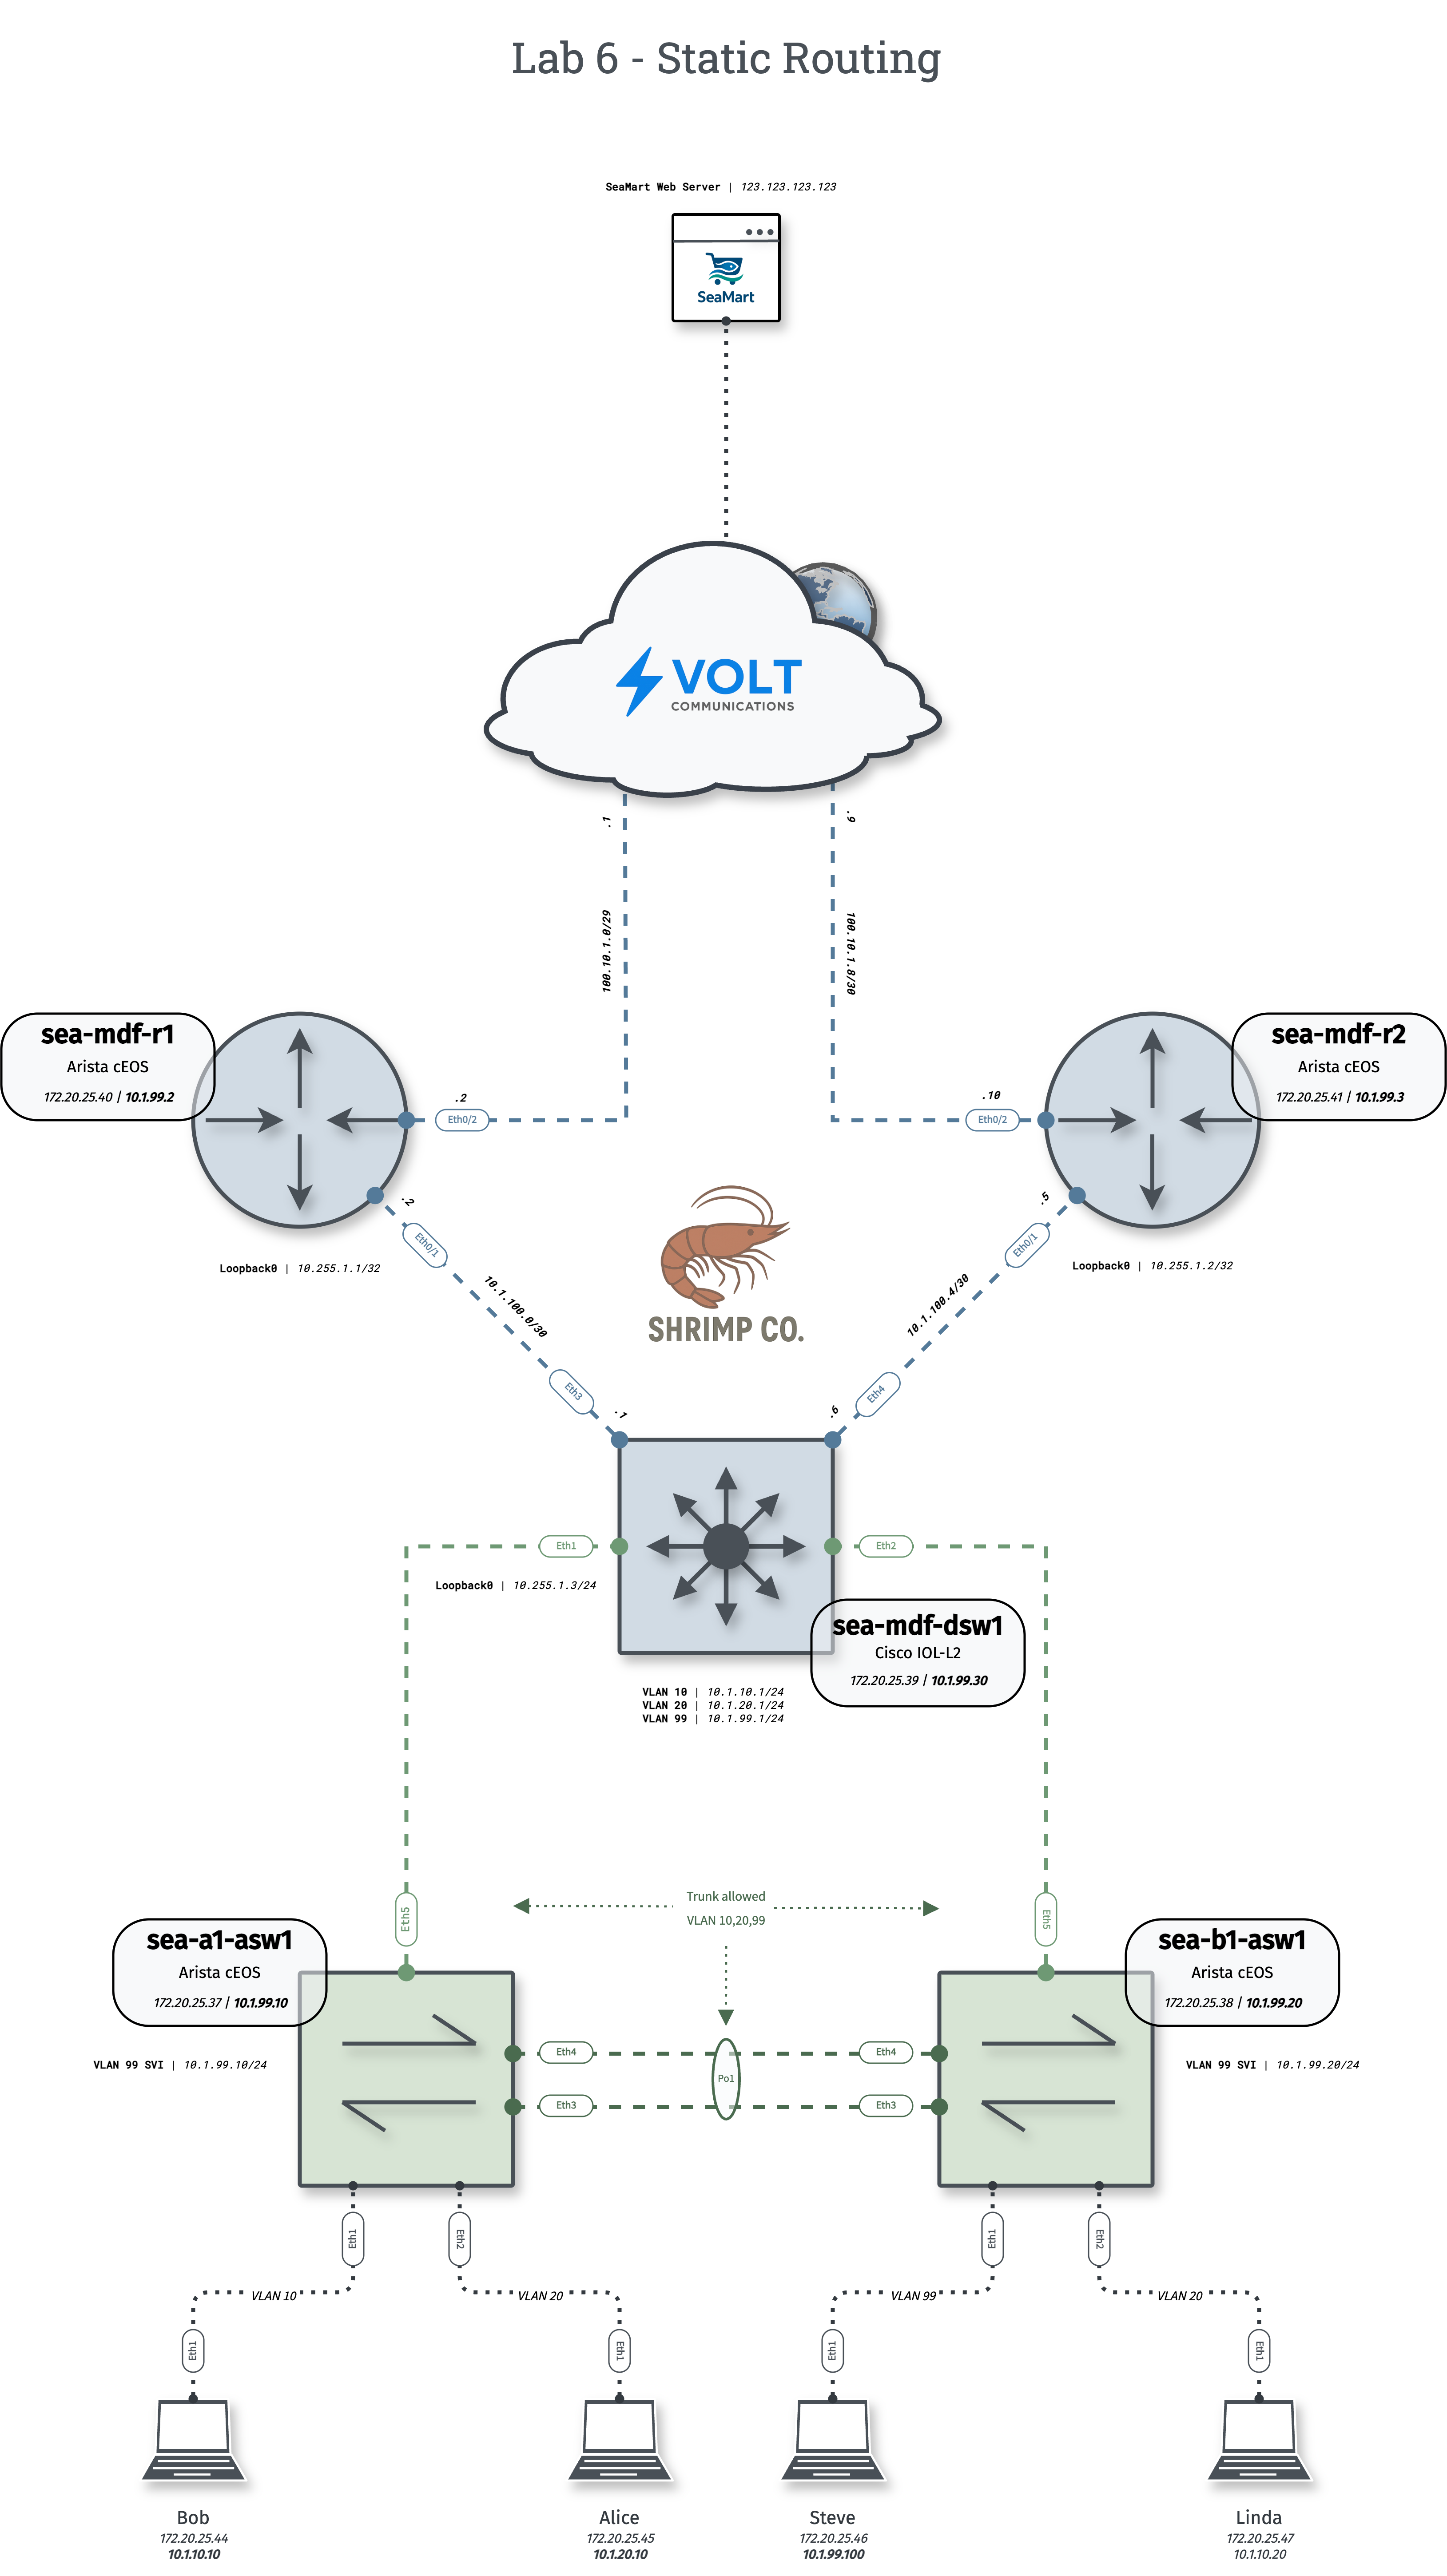 Lab 6 - Static Routing
SeaMart Web Server | 123.123.123.123
SeaMart
VOLT
COMMUNICATIONS
.1
.9
100.10.1.0/29
100.10.1.8/30
sea-mdf-r1
Arista cEOS
172.20.25.40 | 10.1.99.2
sea-mdf-r2
Arista cEOS
172.20.25.41 | 10.1.99.3
.2
Eth0/2
.10
Eth0/2
.2
Eth0/1
.5
Eth0/1
Loopback0 | 10.255.1.1/32
Loopback0 | 10.255.1.2/32
10.1.100.0/30
10.1.100.4/30
SHRIMP CO.
Eth3
.1
Eth4
.6
Eth1
Eth2
Loopback0 | 10.255.1.3/24
sea-mdf-dsw1
Cisco IOL-L2
172.20.25.39 | 10.1.99.30
VLAN 10 | 10.1.10.1/24
VLAN 20 | 10.1.20.1/24
VLAN 99 | 10.1.99.1/24
Trunk allowed
VLAN 10,20,99
Eth5
Eth5
sea-a1-asw1
Arista cEOS
172.20.25.37 | 10.1.99.10
sea-b1-asw1
Arista cEOS
172.20.25.38 | 10.1.99.20
VLAN 99 SVI | 10.1.99.10/24
VLAN 99 SVI | 10.1.99.20/24
Eth4
Eth4
Po1
Eth3
Eth3
Eth1
Eth2
Eth1
Eth2
VLAN 10
VLAN 20
VLAN 99
VLAN 20
Eth1
Eth1
Eth1
Eth1
Bob
172.20.25.44
10.1.10.10
Alice
172.20.25.45
10.1.20.10
Steve
172.20.25.46
10.1.99.100
Linda
172.20.25.47
10.1.10.20